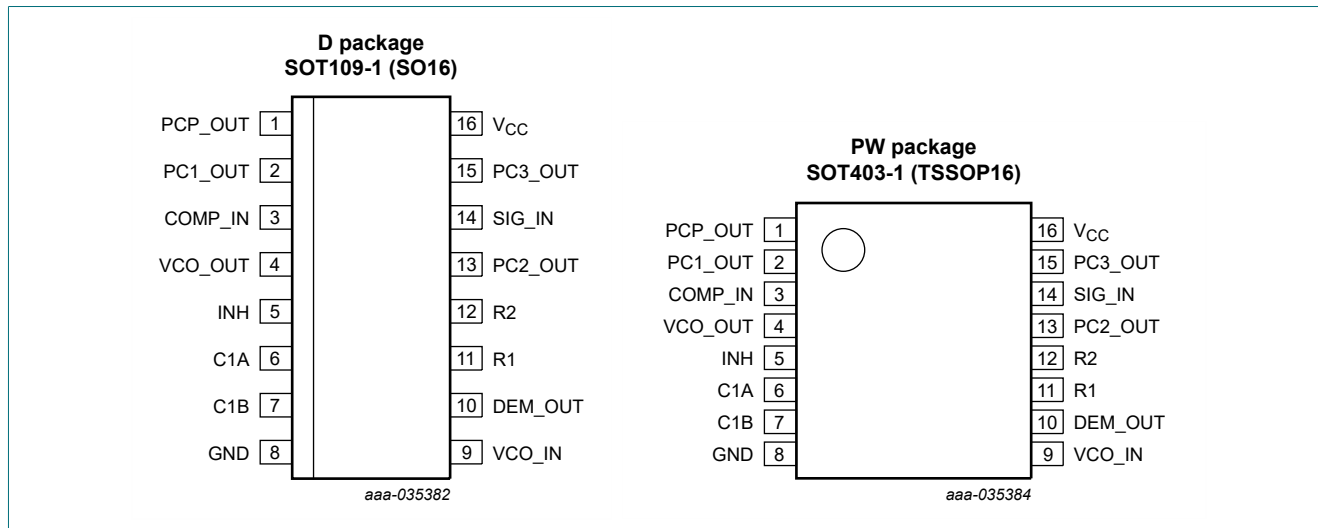 D package
SOT109-1 (SO16)
PCP_OUT 1 16 VCC
PC1_OUT 2 15 PC3_OUT
COMP_IN 3 14 SIG_IN
VCO_OUT 4 13 PC2_OUT
INH 5 12 R2
C1A 6 11 R1
C1B 7 10 DEM_OUT
GND 8 9 VCO_IN
aaa-035382
PW package
SOT403-1 (TSSOP16)
PCP_OUT 1 16 VCC
PC1_OUT 2 15 PC3_OUT
COMP_IN 3 14 SIG_IN
VCO_OUT 4 13 PC2_OUT
INH 5 12 R2
C1A 6 11 R1
C1B 7 10 DEM_OUT
GND 8 9 VCO_IN
aaa-035384